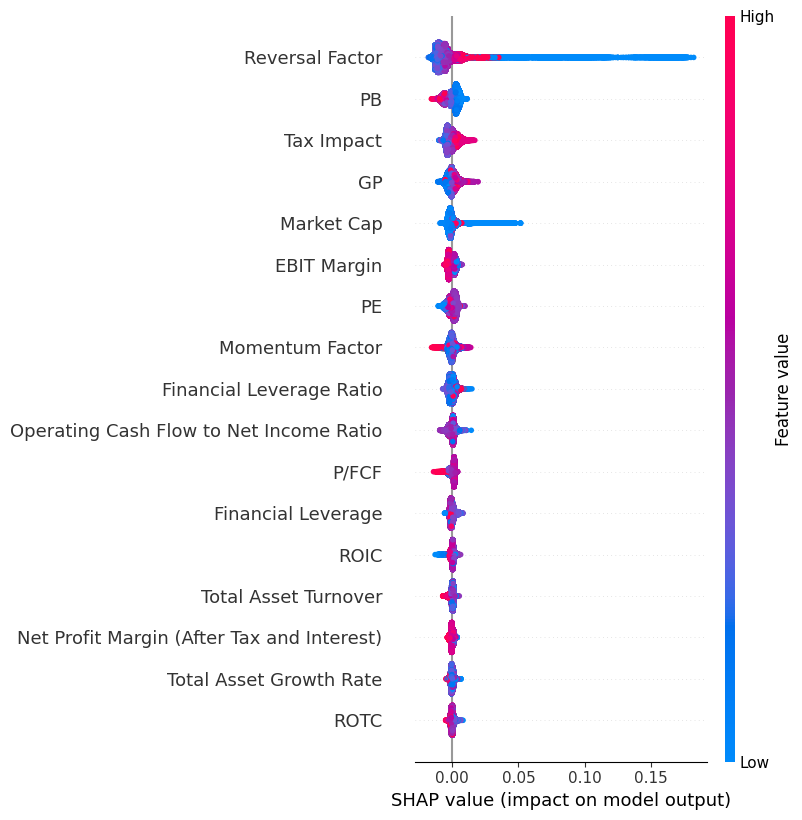 High
Reversal Factor
PB
Tax Impact
GP
Market Cap
EBIT Margin
PE
Momentum Factor
Financial Leverage Ratio
Operating Cash Flow to Net Income Ratio
P/FCF
Financial Leverage
ROIC
Total Asset Turnover
Net Profit Margin (After Tax and Interest)
Total Asset Growth Rate
ROTC
Feature value
Low
0.00 0.05 0.10 0.15
SHAP value (impact on model output)